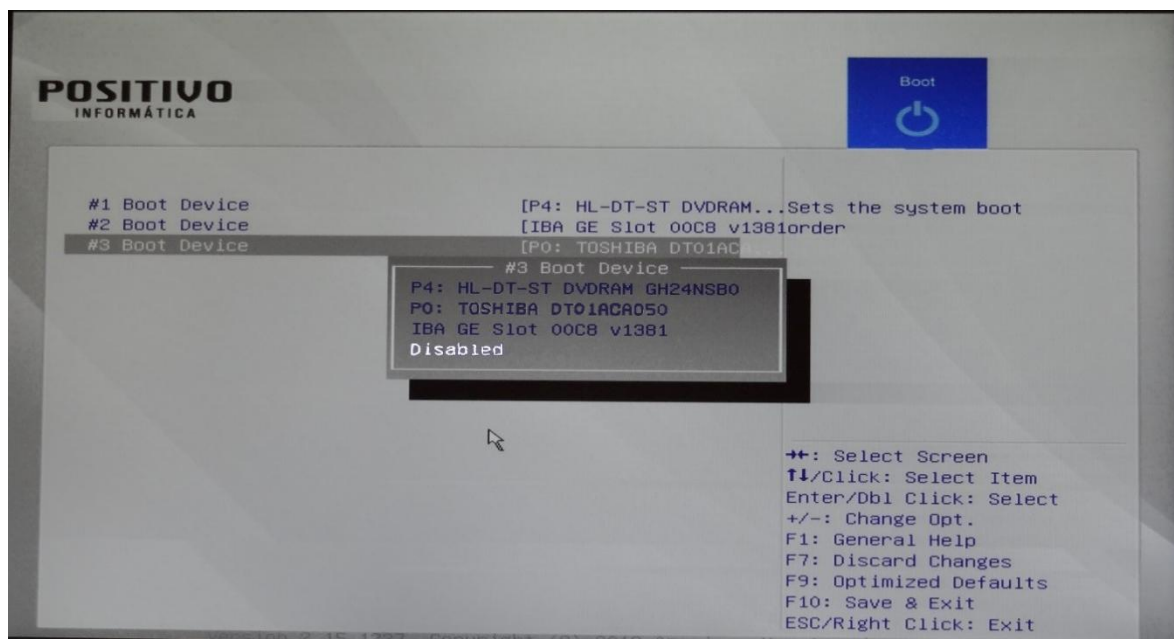 POSITIVO
INFORMÁTICA
Boot
#1 Boot Device [P4: HL-DT-ST DVDRAM...Sets the system boot
#2 Boot Device [IBA GE Slot 00C8 v1381order
#3 Boot Device [P0: TOSHIBA DT01ACA
#3 Boot Device
P4: HL-DT-ST DVDRAM GH24NSB0
P0: TOSHIBA DT01ACA050
IBA GE Slot 00C8 v1381
Disabled
→←: Select Screen
↑↓/Click: Select Item
Enter/Dbl Click: Select
+/-: Change Opt.
F1: General Help
F7: Discard Changes
F9: Optimized Defaults
F10: Save & Exit
ESC/Right Click: Exit